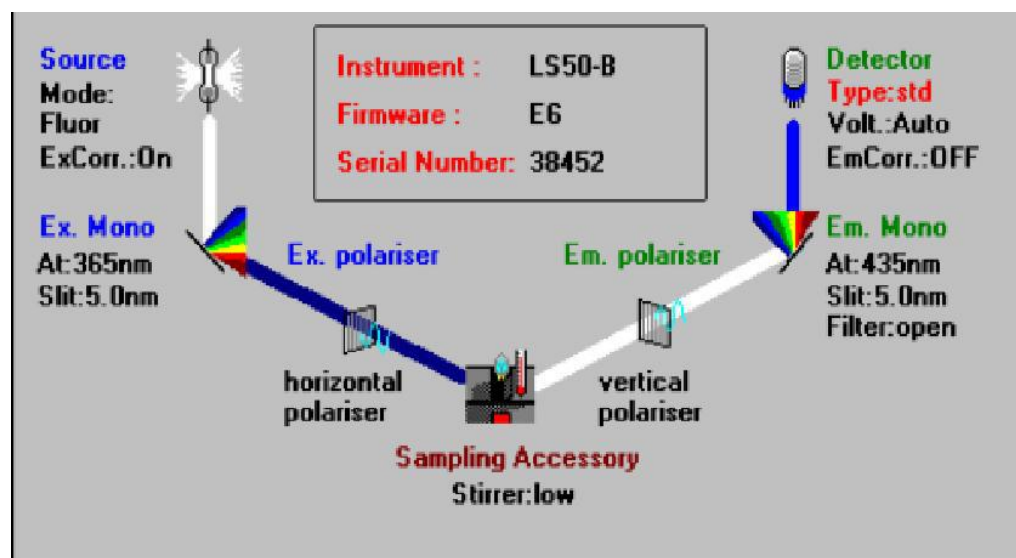 Source
Mode:
Fluor
ExCorr.:On
Instrument : LS50-B
Firmware : E6
Serial Number: 38452
Detector
Type:std
Volt.:Auto
EmCorr.:OFF
Ex. Mono
At:365nm
Slit:5.0nm
Ex. polariser
Em. polariser
Em. Mono
At:435nm
Slit:5.0nm
Filter:open
horizontal
polariser
vertical
polariser
Sampling Accessory
Stirrer:low